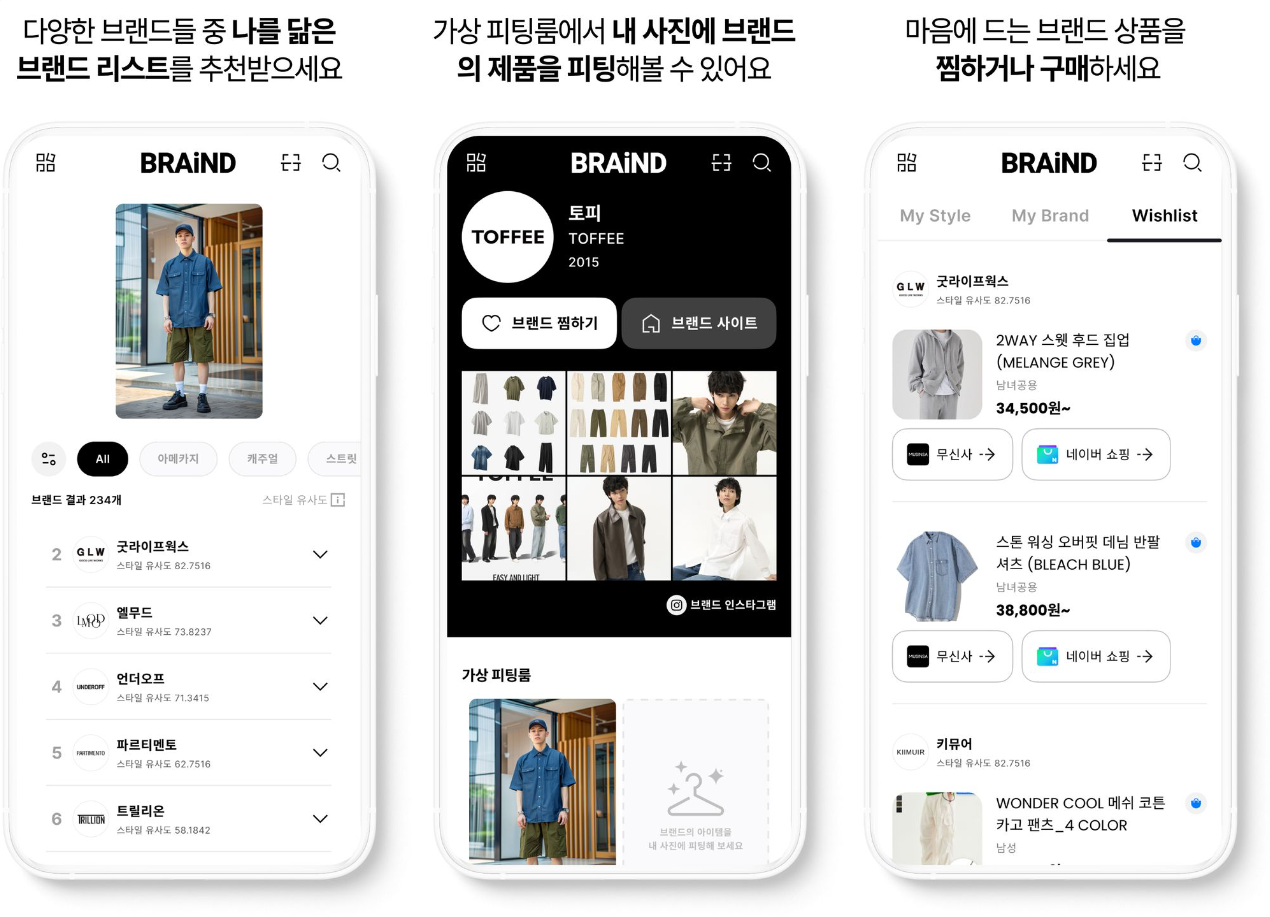 다양한 브랜드들 중 나를 닮은
브랜드 리스트를 추천받으세요
BRAiND
All
아메카지
캐주얼
스트릿
브랜드 결과 234개
스타일 유사도
2
GLW
굿라이프웍스
스타일 유사도 82.7516
3
LMOOD
엘무드
스타일 유사도 73.8237
4
UNDEROFF
언더오프
스타일 유사도 71.3415
5
PARTIMENTO
파르티멘토
스타일 유사도 62.7516
6
TRILLION
트릴리온
스타일 유사도 58.1842
가상 피팅룸에서 내 사진에 브랜드
의 제품을 피팅해볼 수 있어요
BRAiND
TOFFEE
토피
TOFFEE
2015
브랜드 찜하기
브랜드 사이트
TOFFEE
EASY AND LIGHT
브랜드 인스타그램
가상 피팅룸
브랜드의 아이템을
내 사진에 피팅해 보세요
마음에 드는 브랜드 상품을
찜하거나 구매하세요
BRAiND
My Style
My Brand
Wishlist
GLW
굿라이프웍스
스타일 유사도 82.7516
2WAY 스웻 후드 집업
(MELANGE GREY)
남녀공용
34,500원~
MUSINSA
무신사
네이버 쇼핑
스톤 워싱 오버핏 데님 반팔
셔츠 (BLEACH BLUE)
남녀공용
38,800원~
MUSINSA
무신사
네이버 쇼핑
KIIMUIR
키뮤어
스타일 유사도 82.7516
WONDER COOL 메쉬 코튼
카고 팬츠_4 COLOR
남성